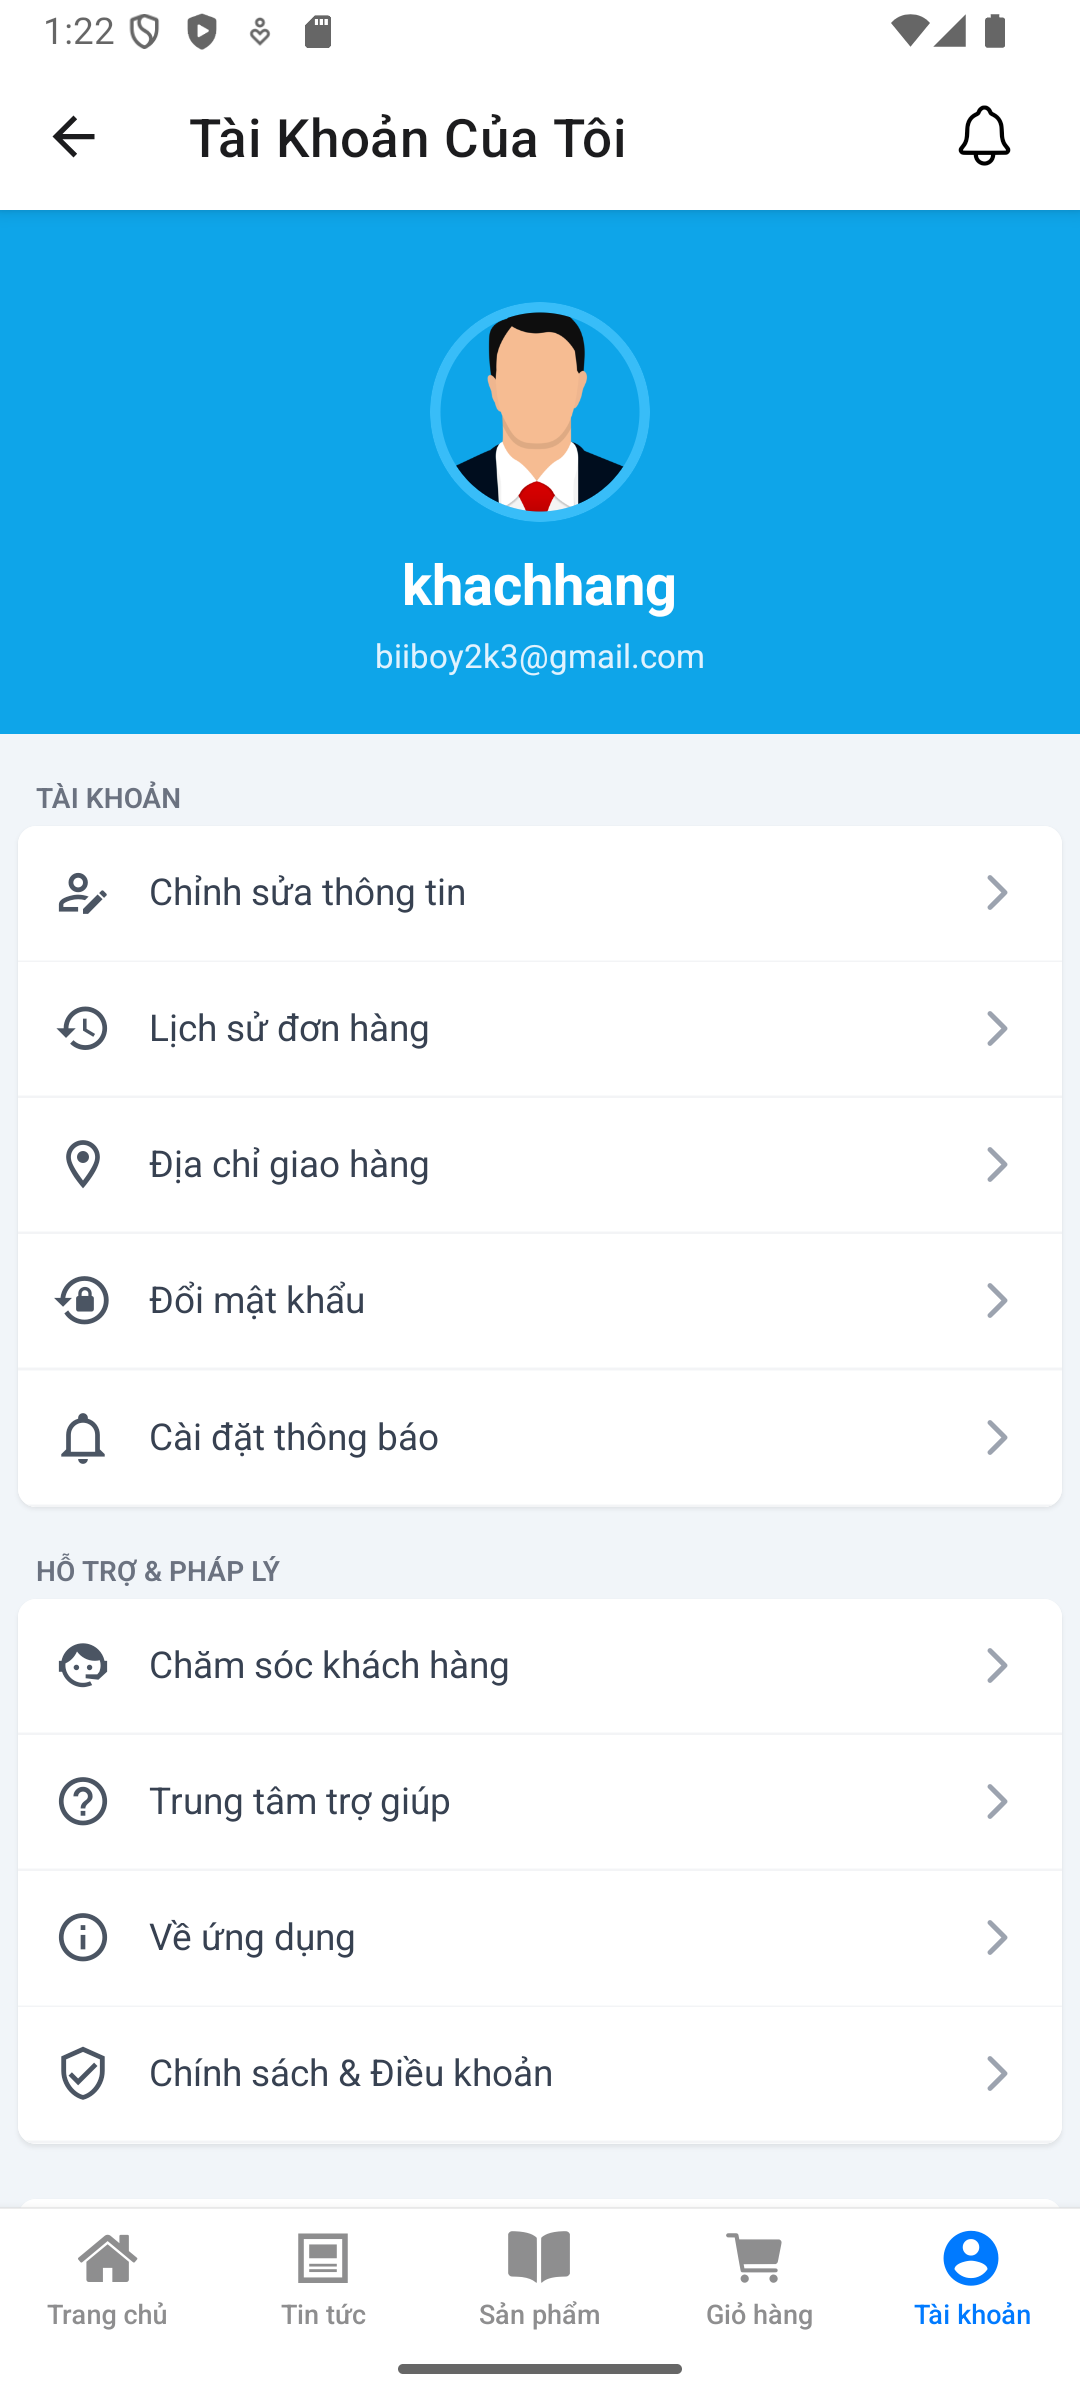 1:22
Tài Khoản Của Tôi
khachhang
biiboy2k3@gmail.com
TÀI KHOẢN
Chỉnh sửa thông tin
Lịch sử đơn hàng
Địa chỉ giao hàng
Đổi mật khẩu
Cài đặt thông báo
HỖ TRỢ & PHÁP LÝ
Chăm sóc khách hàng
Trung tâm trợ giúp
Về ứng dụng
Chính sách & Điều khoản
Trang chủ
Tin tức
Sản phẩm
Giỏ hàng
Tài khoản